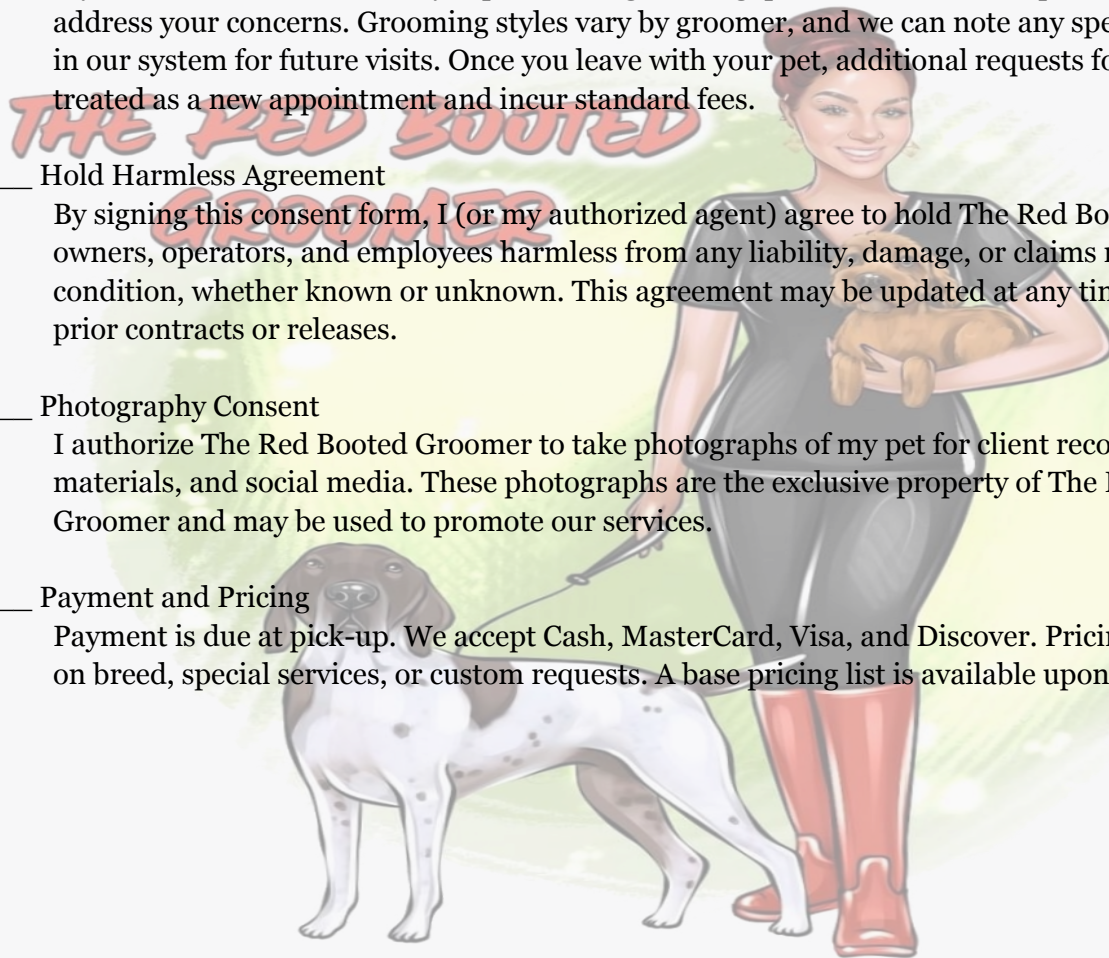 address your concerns. Grooming styles vary by groomer, and we can note any spe
in our system for future visits. Once you leave with your pet, additional requests fo
treated as a new appointment and incur standard fees.
THE RED BOOTED
__ Hold Harmless Agreement
GROOMER
By signing this consent form, I (or my authorized agent) agree to hold The Red Bo
owners, operators, and employees harmless from any liability, damage, or claims r
condition, whether known or unknown. This agreement may be updated at any tim
prior contracts or releases.
__ Photography Consent
I authorize The Red Booted Groomer to take photographs of my pet for client reco
materials, and social media. These photographs are the exclusive property of The
Groomer and may be used to promote our services.
__ Payment and Pricing
Payment is due at pick-up. We accept Cash, MasterCard, Visa, and Discover. Pricin
on breed, special services, or custom requests. A base pricing list is available upon